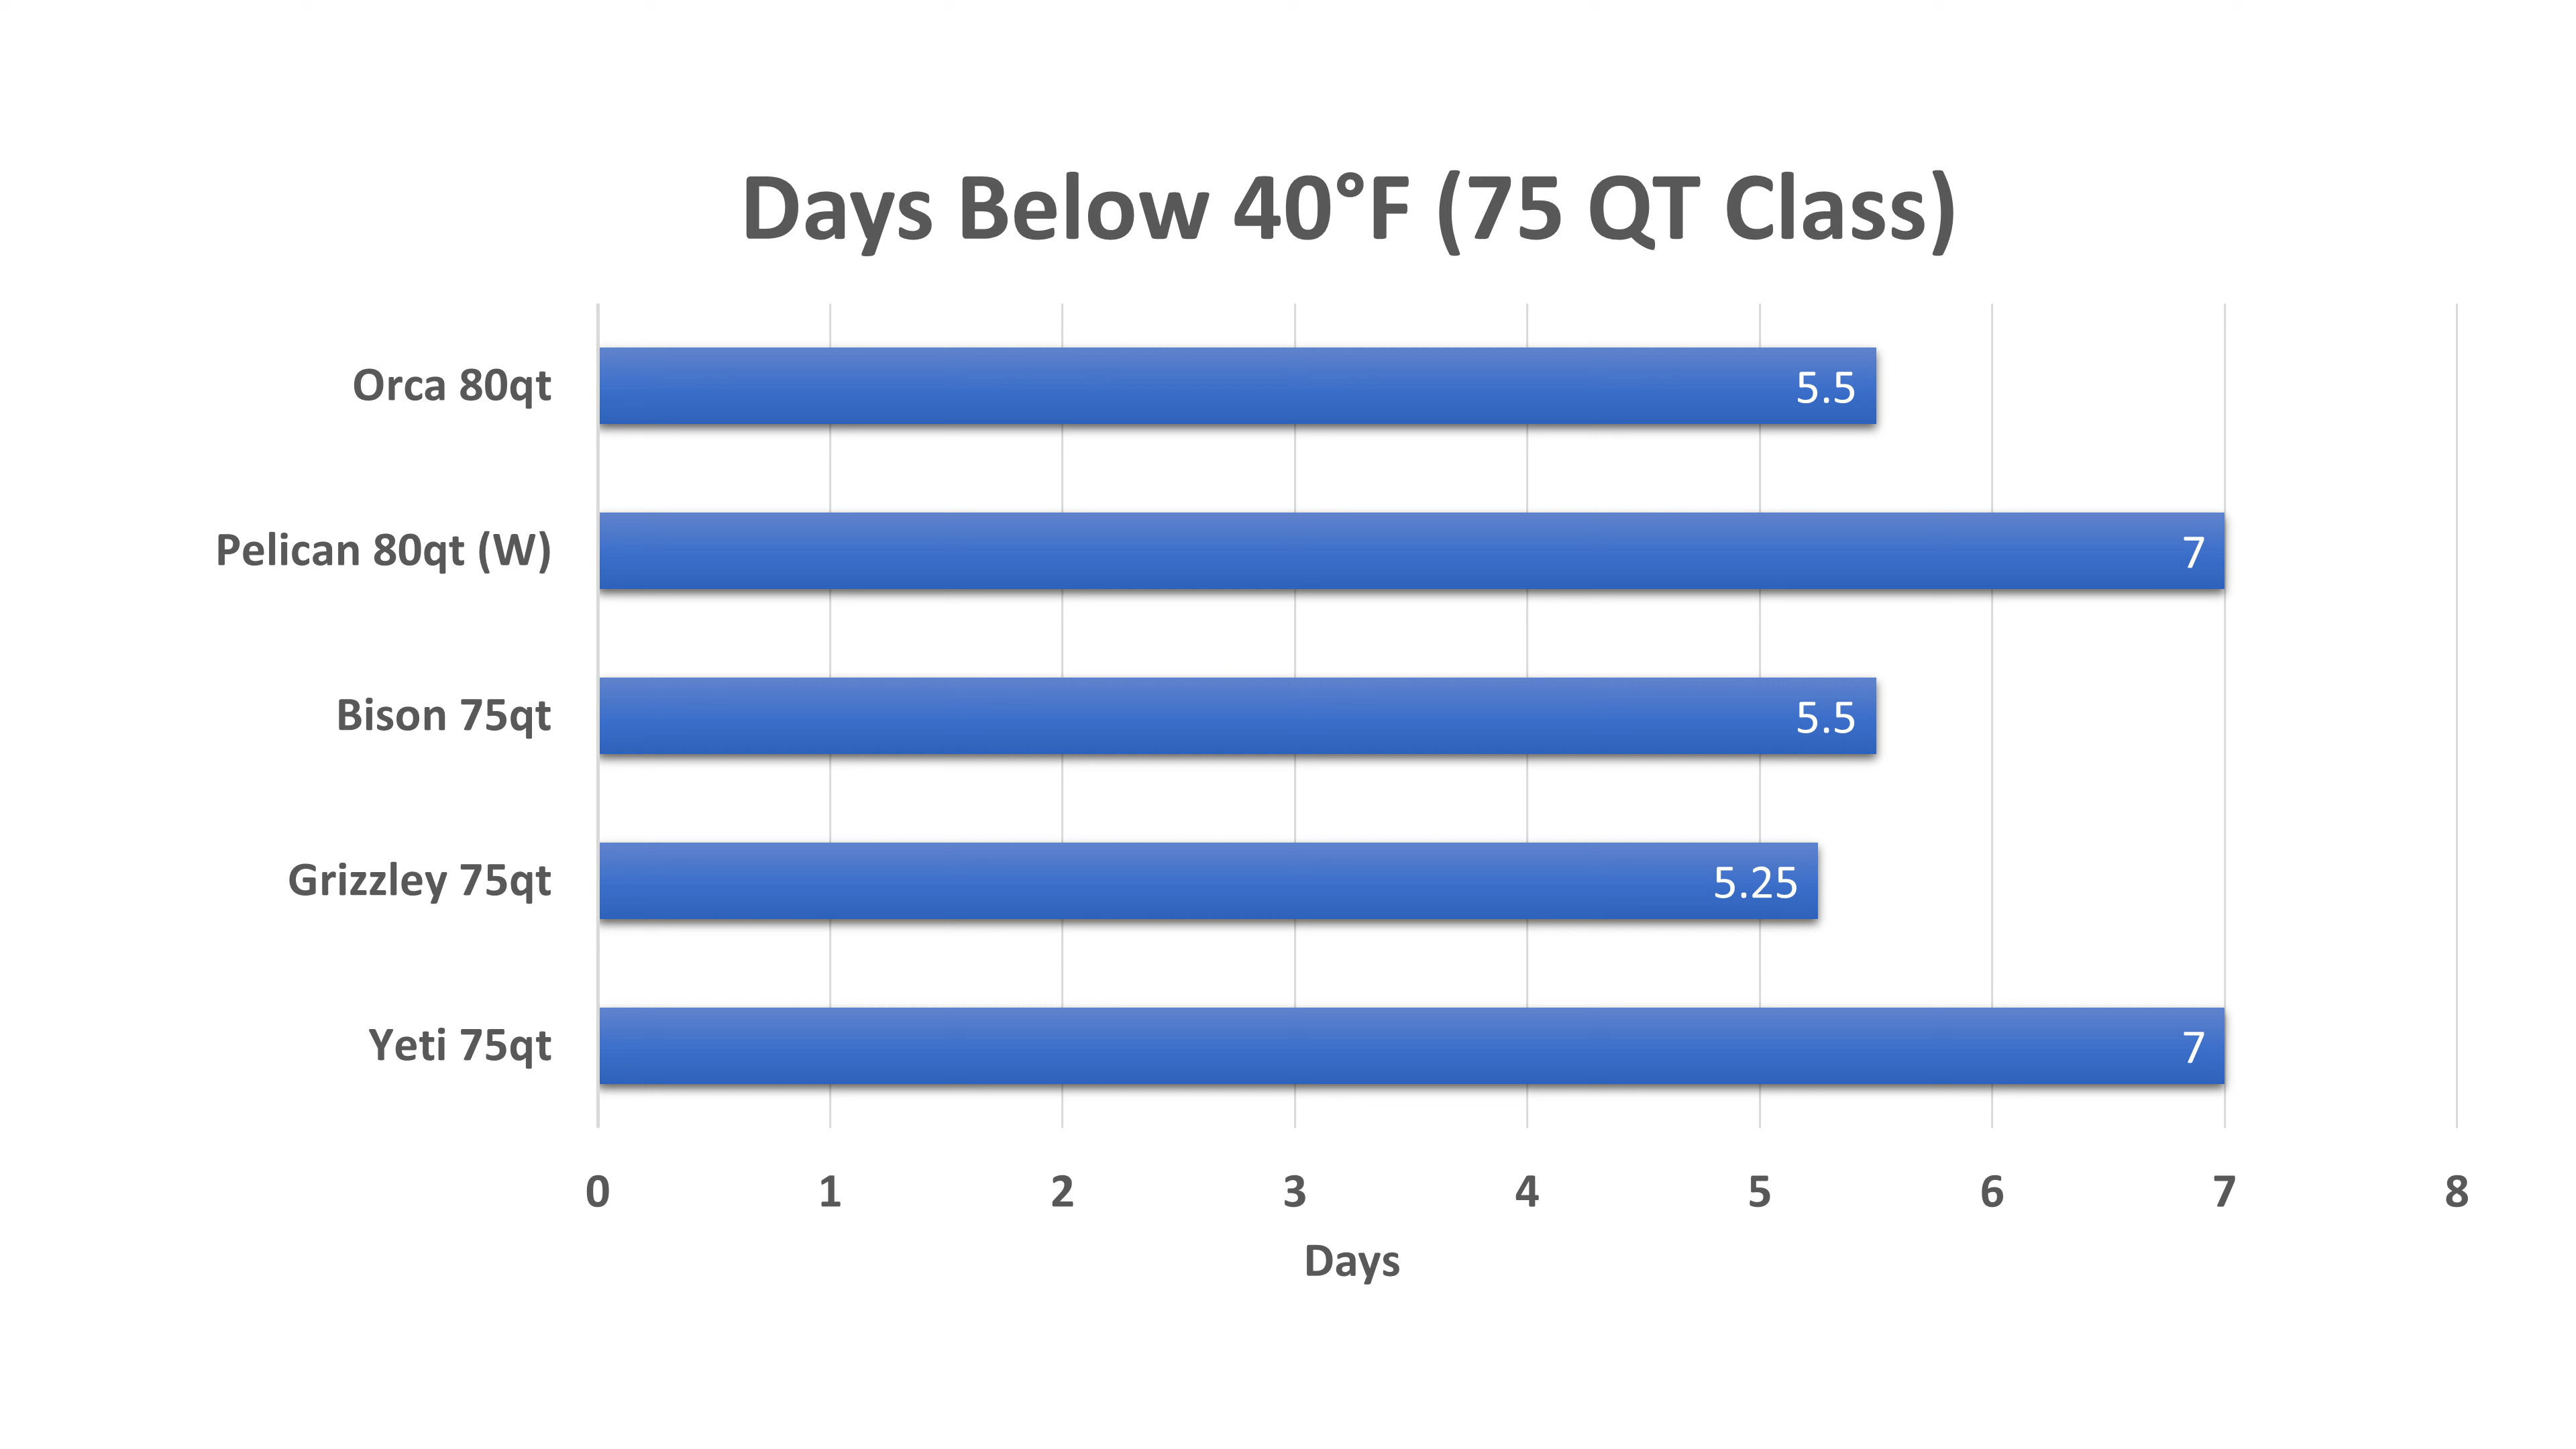 Days Below 40°F (75 QT Class)
Orca 80qt
5.5
Pelican 80qt (W)
7
Bison 75qt
5.5
Grizzley 75qt
5.25
Yeti 75qt
7
0 1 2 3 4 5 6 7 8
Days